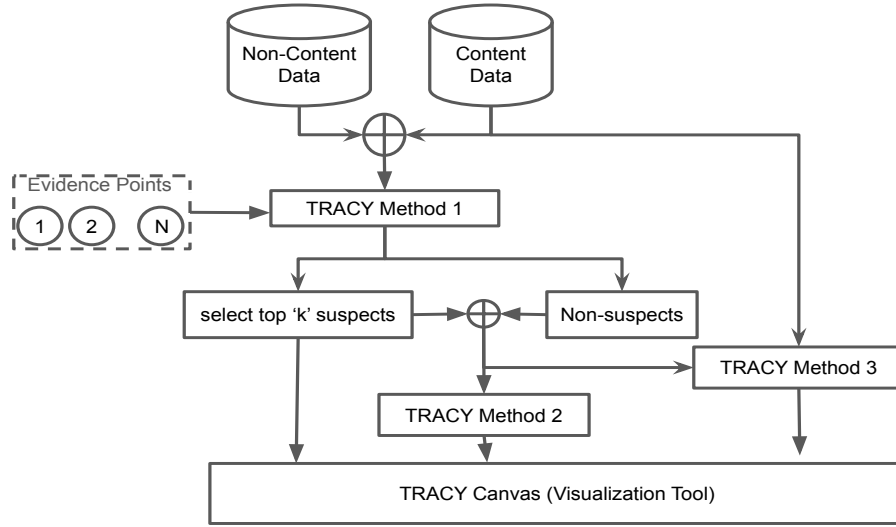 Non-Content
Data
Content
Data
Evidence Points
1 2 N
TRACY Method 1
select top ‘k’ suspects
Non-suspects
TRACY Method 3
TRACY Method 2
TRACY Canvas (Visualization Tool)